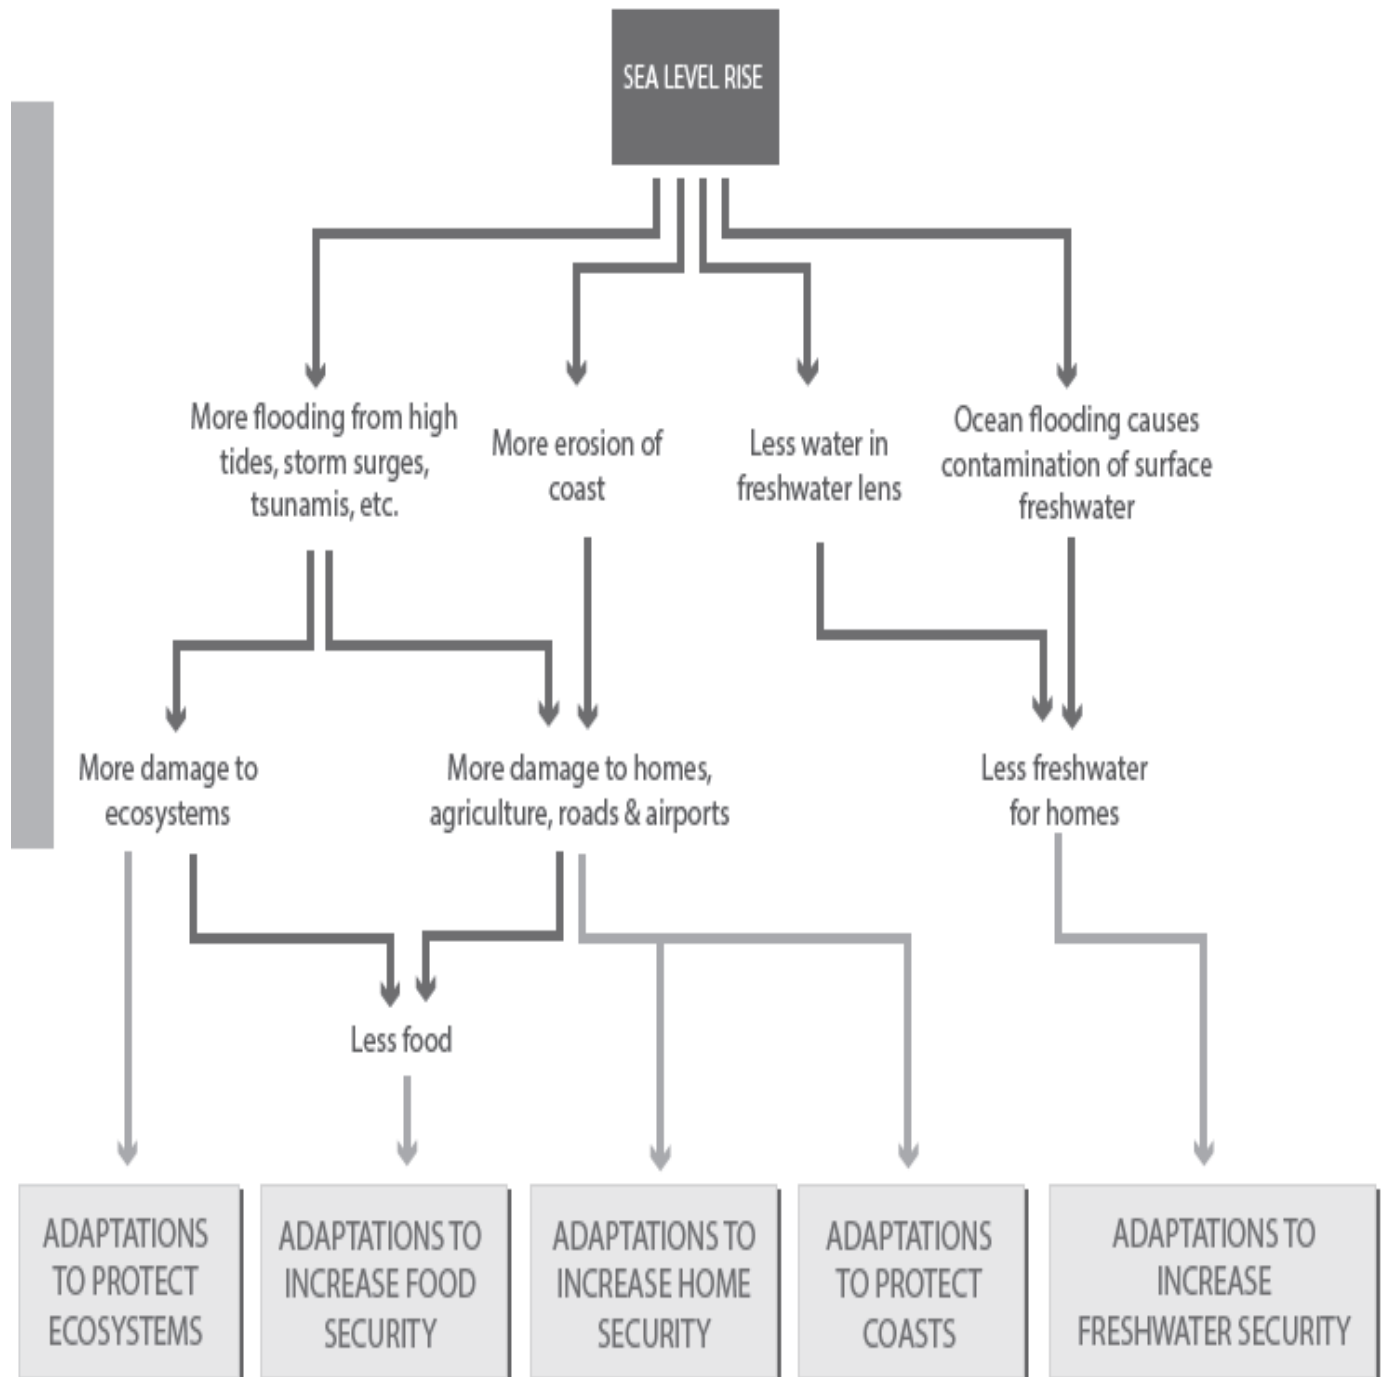 SEA LEVEL RISE
More flooding from high
tides, storm surges,
tsunamis, etc.
More erosion of
coast
Less water in
freshwater lens
Ocean flooding causes
contamination of surface
freshwater
More damage to
ecosystems
More damage to homes,
agriculture, roads & airports
Less freshwater
for homes
Less food
ADAPTATIONS
TO PROTECT
ECOSYSTEMS
ADAPTATIONS TO
INCREASE FOOD
SECURITY
ADAPTATIONS TO
INCREASE HOME
SECURITY
ADAPTATIONS
TO PROTECT
COASTS
ADAPTATIONS TO
INCREASE
FRESHWATER SECURITY